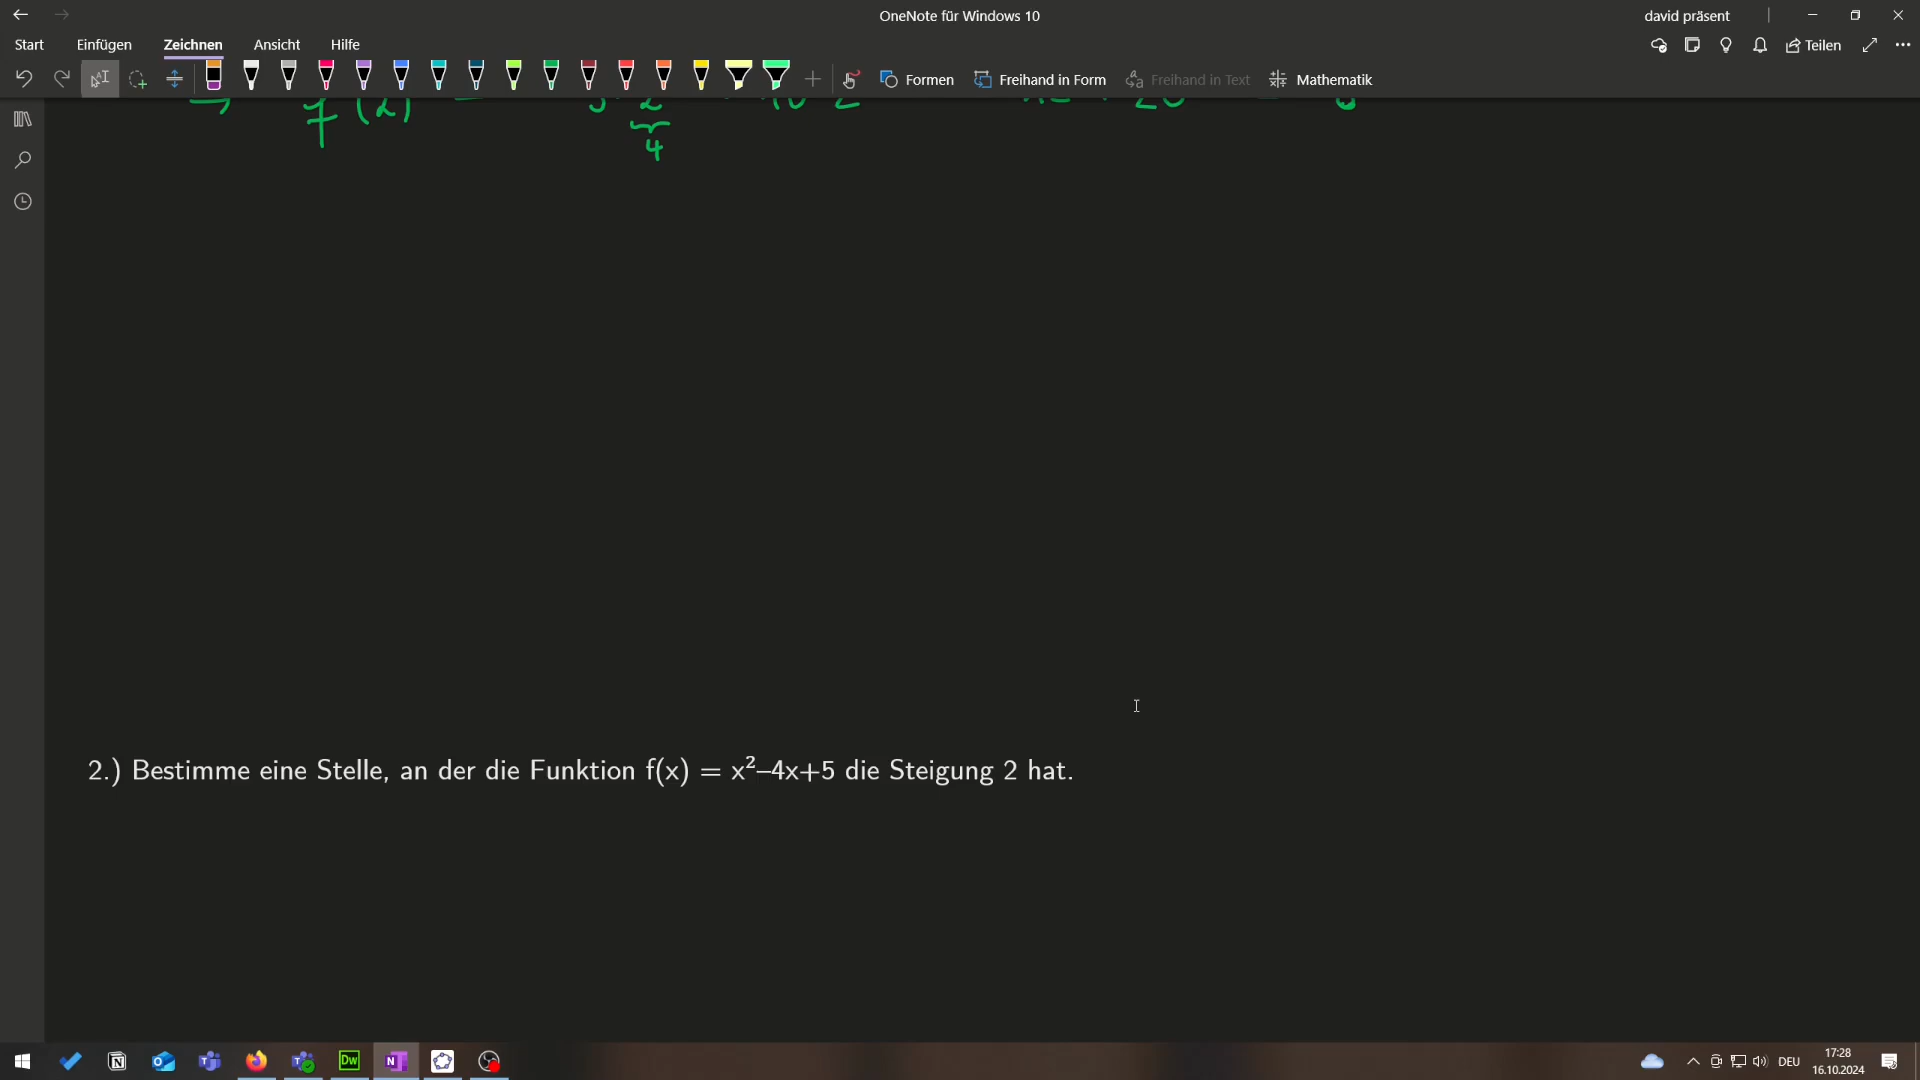 OneNote für Windows 10
david präsent
Start Einfügen Zeichnen Ansicht Hilfe
Teilen
Formen Freihand in Form Freihand in Text Mathematik
(2)
4
2.) Bestimme eine Stelle, an der die Funktion f(x) = x²–4x+5 die Steigung 2 hat.
DEU
17:28
16.10.2024